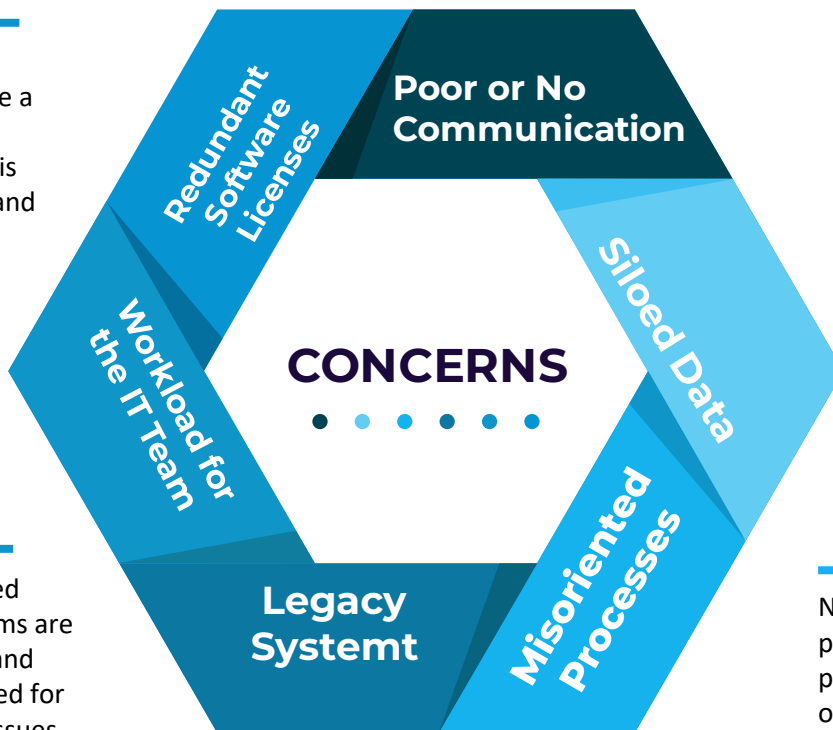 e a
is
and
Redundant
Software
Licenses
Poor or No
Communication
Siloed Data
CONCERNS
Workload for
the IT Team
Misoriented
Processes
Legacy
Systemt
ed
ms are
and
ed for
ssues
N
p
p
o